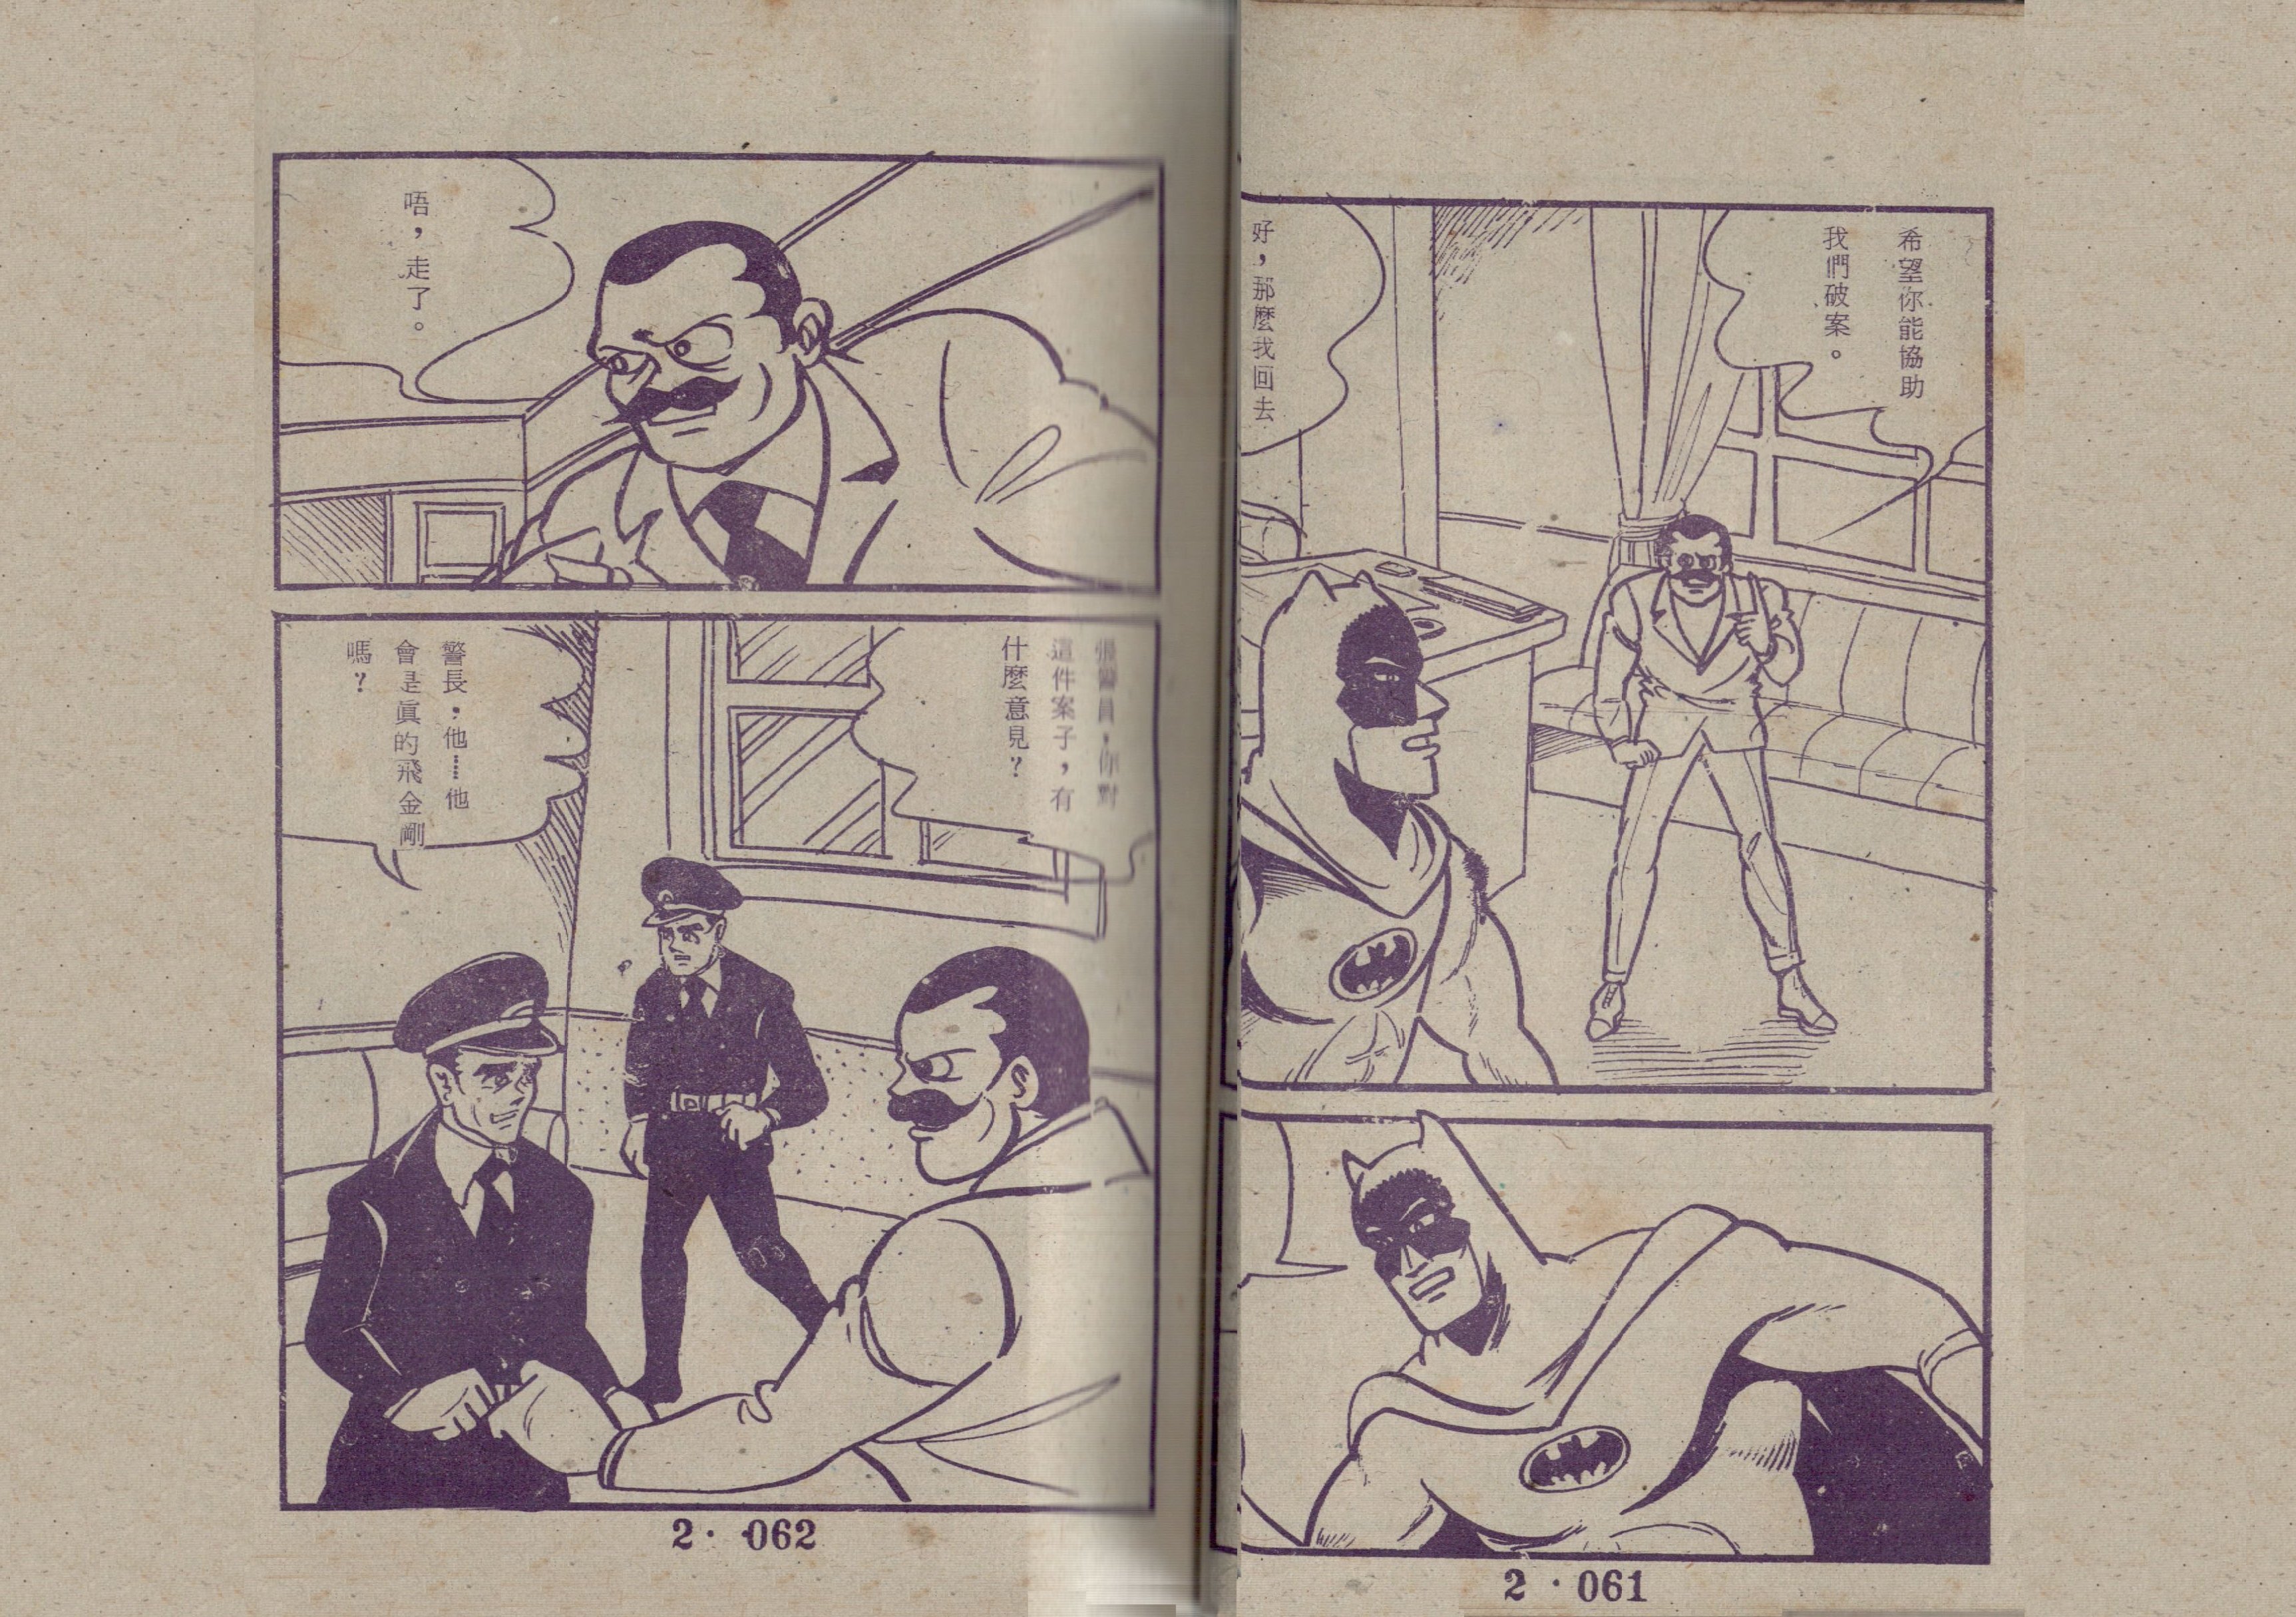 希望你能協助
我們破案。
好，那麼我回去
2·061
唔，走了。
張警員，你對
這件案子，有
什麼意見？
警長，他……他
會是眞的飛金剛
嗎？
2·062